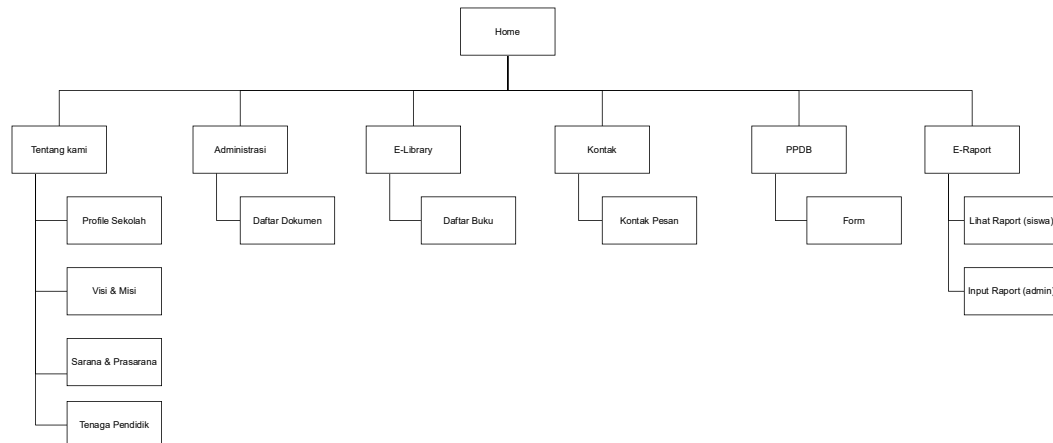 Home
Tentang kami
Administrasi
E-Library
Kontak
PPDB
E-Raport
Profile Sekolah
Daftar Dokumen
Daftar Buku
Kontak Pesan
Form
Lihat Raport (siswa)
Visi & Misi
Input Raport (admin)
Sarana & Prasarana
Tenaga Pendidik